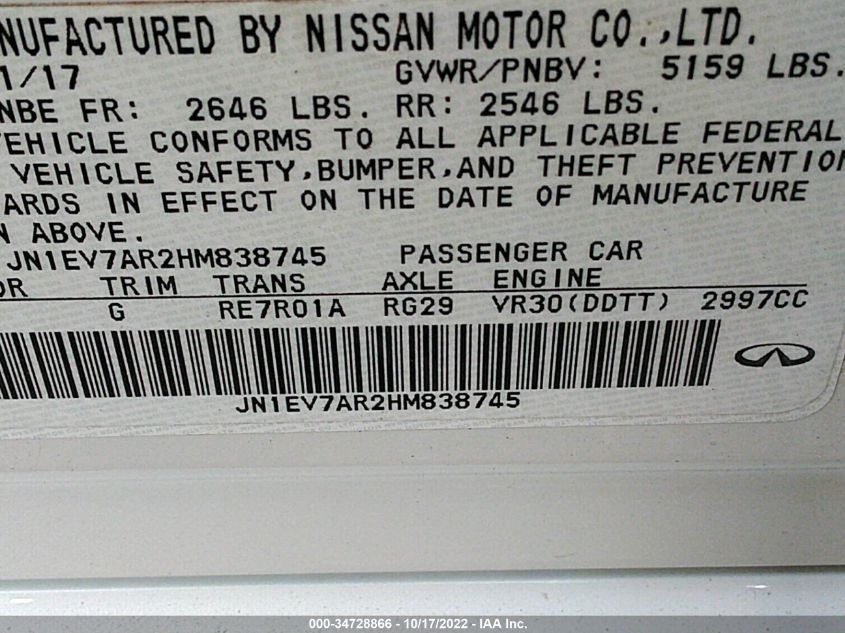 NUFACTURED BY NISSAN MOTOR CO.,LTD.
1/17 GVWR/PNBV: 5159 LBS.
NBE FR: 2646 LBS. RR: 2546 LBS.
VEHICLE CONFORMS TO ALL APPLICABLE FEDERAL
VEHICLE SAFETY,BUMPER,AND THEFT PREVENTION
ARDS IN EFFECT ON THE DATE OF MANUFACTURE
N ABOVE.
JN1EV7AR2HM838745 PASSENGER CAR
OR TRIM TRANS AXLE ENGINE
G RE7R01A RG29 VR30(DDTT) 2997CC
JN1EV7AR2HM838745
000-34728866 - 10/17/2022 - IAA Inc.